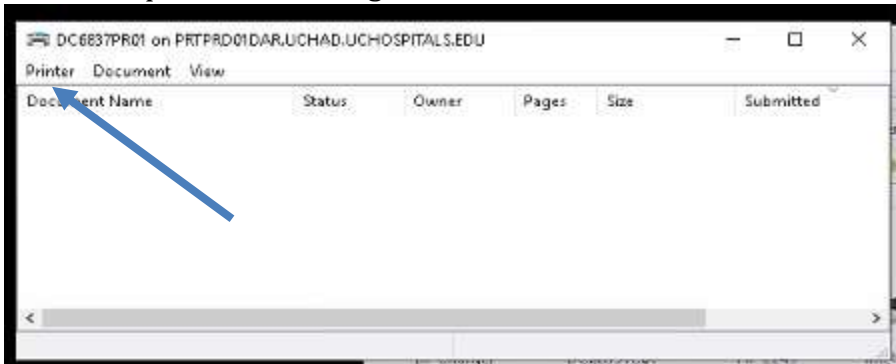 DC6837PR01 on PRTPRD01DAR.UCHAD.UCHOSPITALS.EDU
Printer Document View
Document Name Status Owner Pages Size Submitted